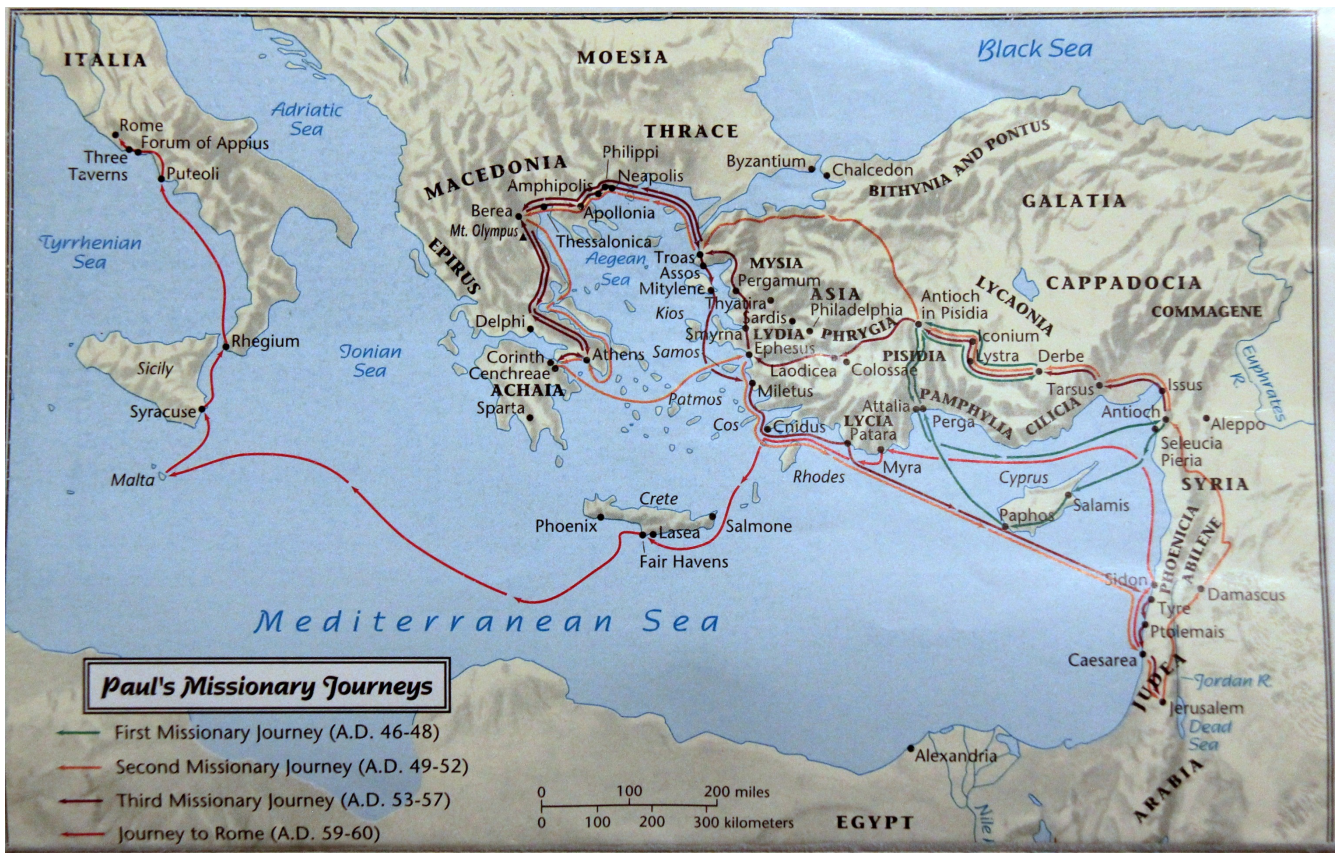 ITALIA
MOESIA
Black Sea
Adriatic
Sea
THRACE
Rome
Forum of Appius
Three
Taverns
Puteoli
MACEDONIA
Philippi
Neapolis
Amphipolis
Apollonia
Berea
Mt. Olympus
Thessalonica
Byzantium
Chalcedon
BITHYNIA AND PONTUS
GALATIA
Tyrrhenian
Sea
EPIRUS
Aegean
Sea
Troas
Assos
Mitylene
MYSIA
Pergamum
Thyatira
ASIA
Philadelphia
Sardis
Kios
Smyrna
LYDIA
PHRYGIA
Antioch
in Pisidia
LYCAONIA
CAPPADOCIA
COMMAGENE
Delphi
Rhegium
Ionian
Sea
Sicily
Corinth
Cenchreae
Athens
ACHAIA
Sparta
Samos
Ephesus
Laodicea
Colossae
PISIDIA
Iconium
Lystra
Derbe
Tarsus
Issus
Euphrates
R.
Syracuse
Patmos
Miletus
Attalia
Perga
PAMPHYLIA
CILICIA
Antioch
Aleppo
Cos
Cnidus
LYCIA
Patara
Myra
Seleucia
Pieria
Malta
Rhodes
Cyprus
Salamis
Paphos
SYRIA
Crete
Phoenix
Lasea
Salmone
Fair Havens
PHOENICIA
ABILENE
Sidon
Damascus
Tyre
Ptolemais
Mediterranean Sea
Caesarea
JUDEA
Jordan R.
Jerusalem
Dead
Sea
Alexandria
ARABIA
Nile
EGYPT
Paul's Missionary Journeys
First Missionary Journey (A.D. 46-48)
Second Missionary Journey (A.D. 49-52)
Third Missionary Journey (A.D. 53-57)
Journey to Rome (A.D. 59-60)
0 100 200 miles
0 100 200 300 kilometers